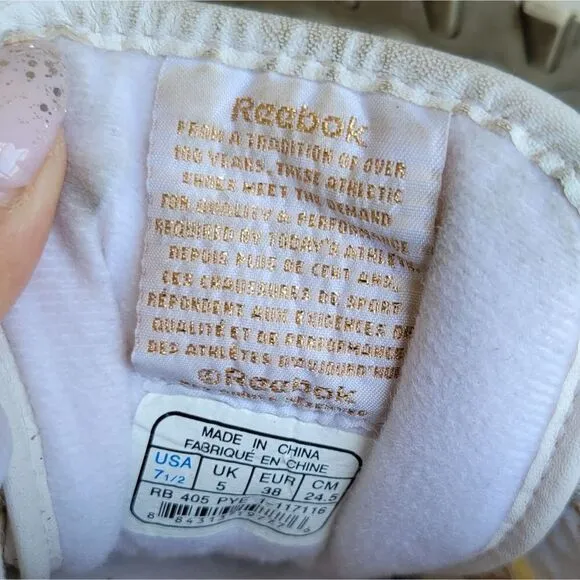 Reebok
FROM A TRADITION OF OVER
100 YEARS, THESE ATHLETIC
SHOES MEET THE DEMAND
FOR QUALITY & PERFORMANCE
REQUIRED BY TODAY'S ATHLETE.
DEPUIS PLUS DE CENT ANS,
CES CHAUSSURES DE SPORT
RÉPONDENT AUX EXIGENCES DE
QUALITÉ ET DE PERFORMANCE
DES ATHLÈTES D'AUJOURD'HUI
©Reebok
RESERVED
MADE IN CHINA
FABRIQUÉ EN CHINE
USA UK EUR CM
7 1/2 5 38 24.5
RB 405 PYE 117116